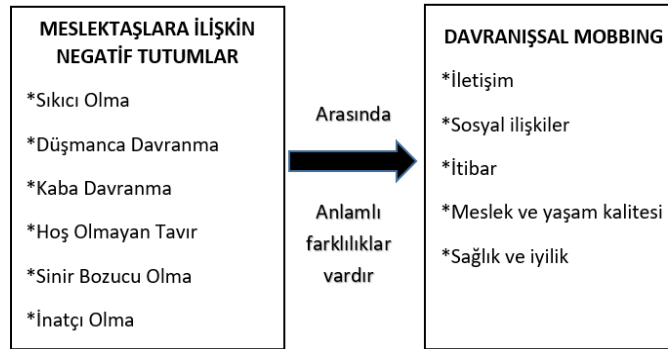 MESLEKTAŞLARA İLİŞKİN
NEGATİF TUTUMLAR
*Sıkıcı Olma
*Düşmanca Davranma
*Kaba Davranma
*Hoş Olmayan Tavır
*Sinir Bozucu Olma
*İnatçı Olma
Arasında
Anlamlı
farklılıklar
vardır
DAVRANIŞSAL MOBBING
*İletişim
*Sosyal ilişkiler
*İtibar
*Meslek ve yaşam kalitesi
*Sağlık ve iyilik